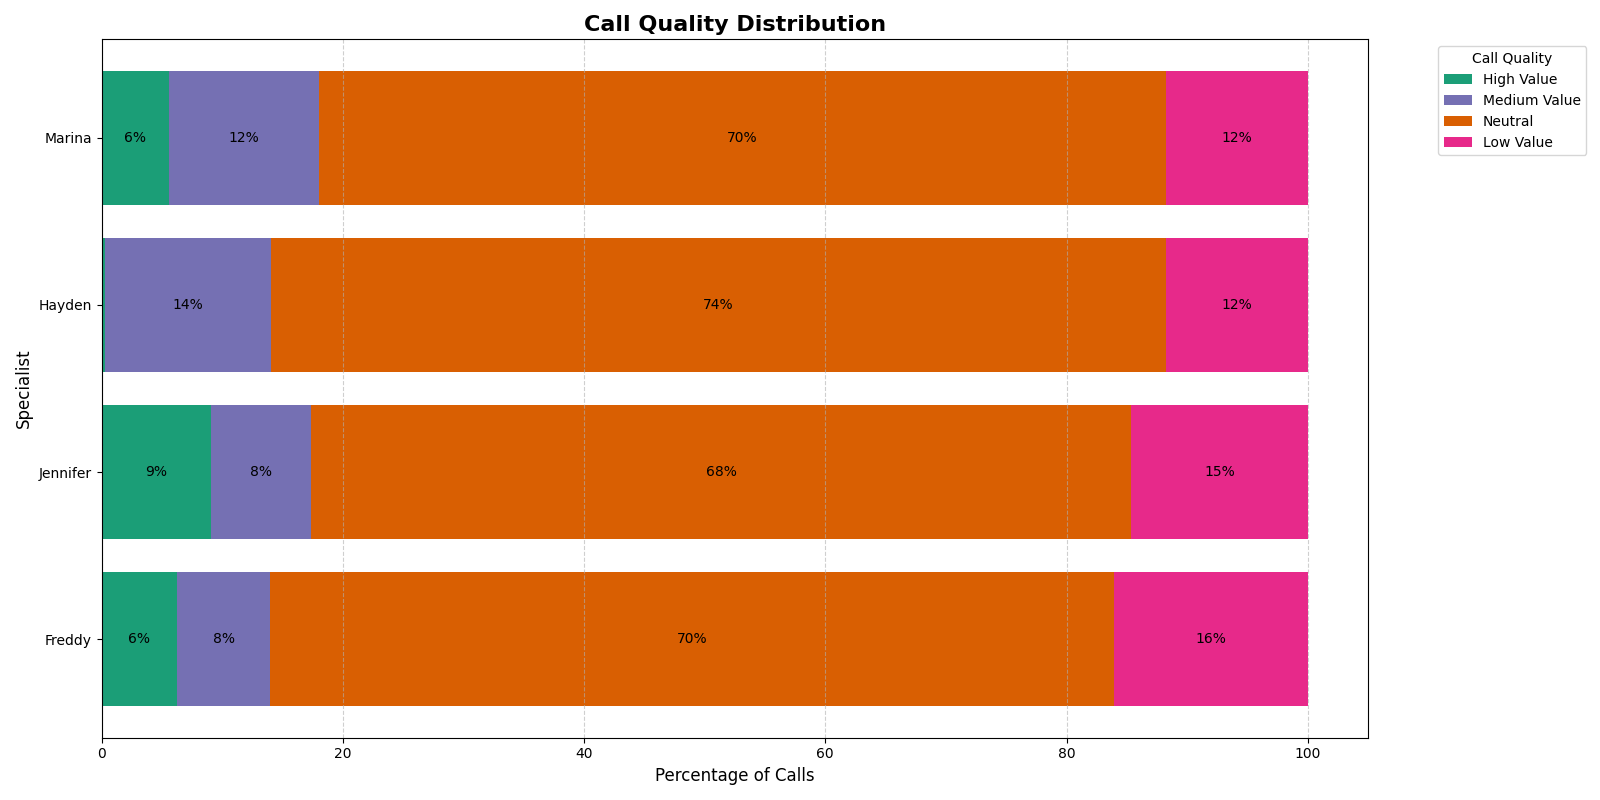 Call Quality Distribution
Call Quality
High Value
Medium Value
Neutral
Low Value
Specialist
Marina
6%
12%
70%
12%
Hayden
14%
74%
12%
Jennifer
9%
8%
68%
15%
Freddy
6%
8%
70%
16%
0
20
40
60
80
100
Percentage of Calls